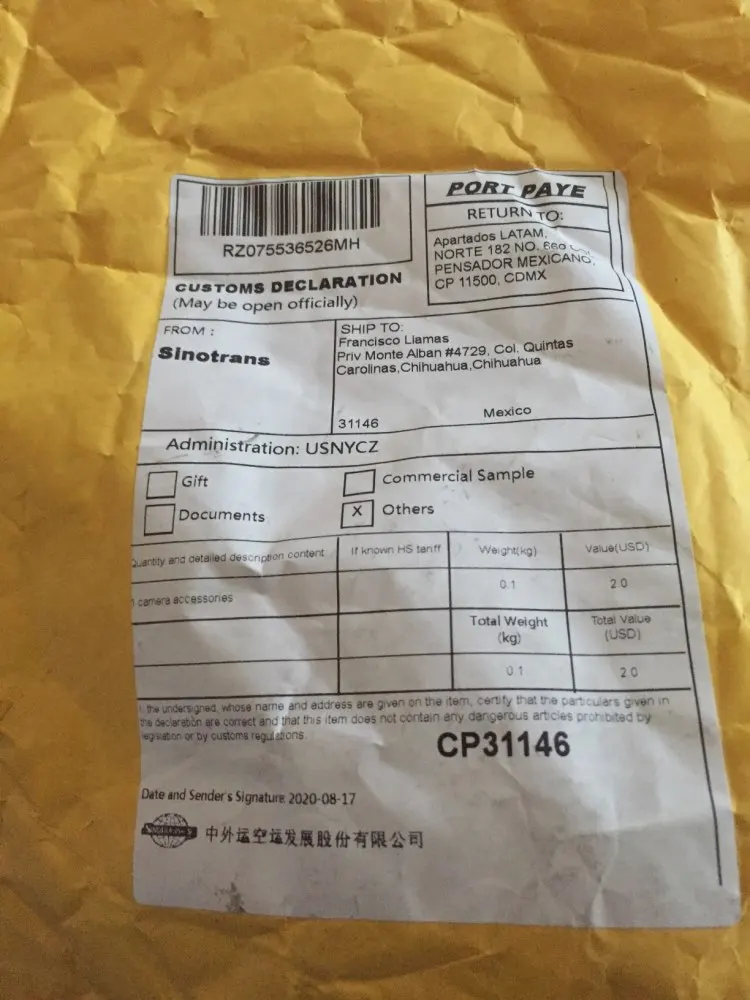 RZ075536526MH
PORT PAYE
RETURN TO:
Apartados LATAM.
NORTE 182 NO. 660
PENSADOR MEXICANO,
CP 11500, CDMX
CUSTOMS DECLARATION
(May be open officially)
FROM :
Sinotrans
SHIP TO:
Francisco Llamas
Priv Monte Alban #4729, Col. Quintas
Carolinas,Chihuahua,Chihuahua
31146 Mexico
Administration: USNYCZ
Gift
Commercial Sample
Documents
X Others
Quantity and detailed description content If known HS tariff Weight(kg) Value(USD)
1 camera accessories 0.1 2.0
Total Weight Total Value
(kg) (USD)
0.1 2.0
I, the undersigned, whose name and address are given on the item, certify that the particulars given in
the declaration are correct and that this item does not contain any dangerous articles prohibited by
legislation or by customs regulations.
CP31146
Date and Sender's Signature 2020-08-17
中外运空运发展股份有限公司